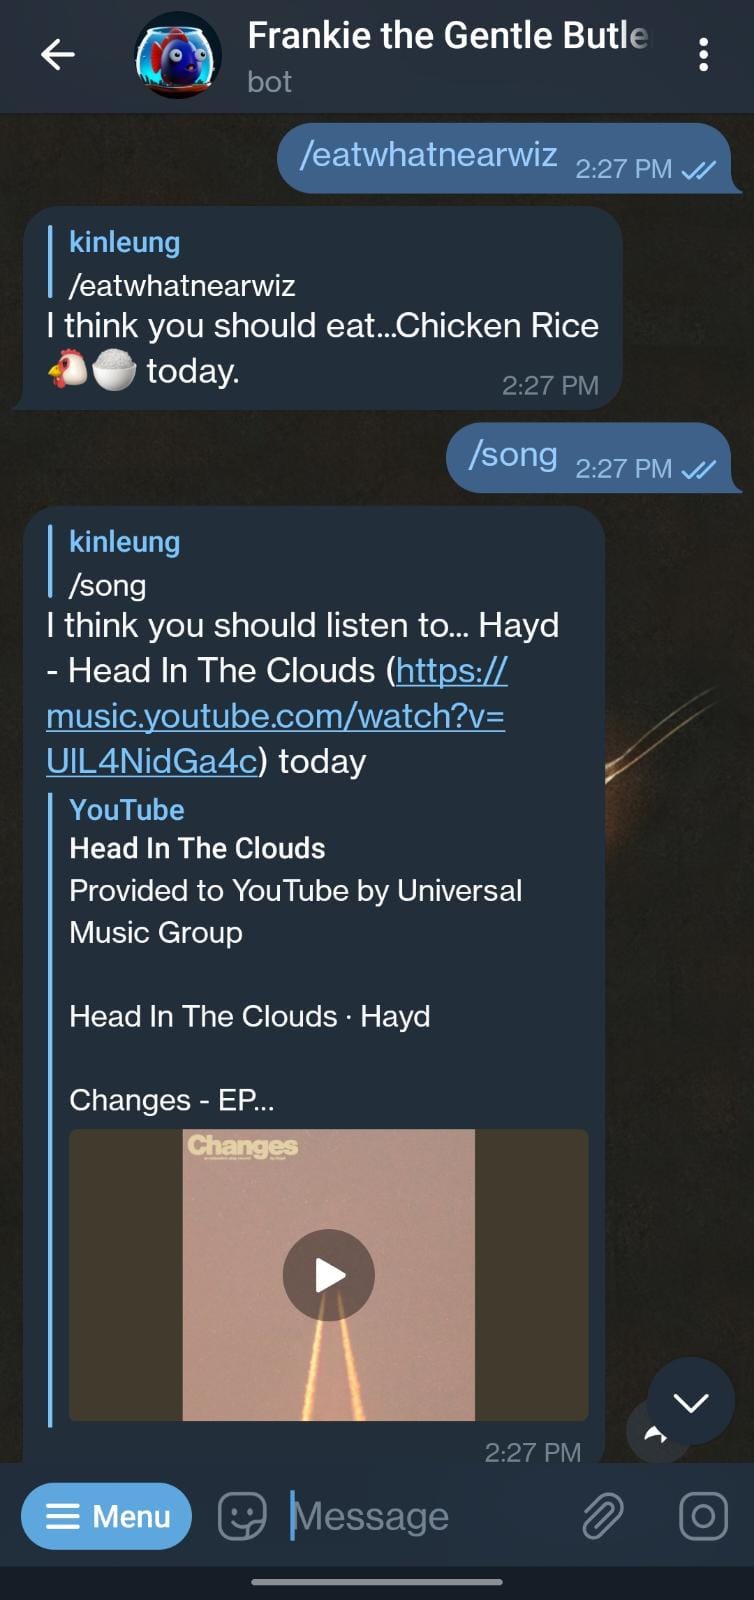 Frankie the Gentle Butle
bot
/eatwhatnearwiz 2:27 PM
kinleung
/eatwhatnearwiz
I think you should eat...Chicken Rice
🐔🍚 today.
2:27 PM
/song 2:27 PM
kinleung
/song
I think you should listen to... Hayd
- Head In The Clouds (https://
music.youtube.com/watch?v=
UlL4NidGa4c) today
YouTube
Head In The Clouds
Provided to YouTube by Universal
Music Group
Head In The Clouds · Hayd
Changes - EP...
Changes
2:27 PM
Menu
Message